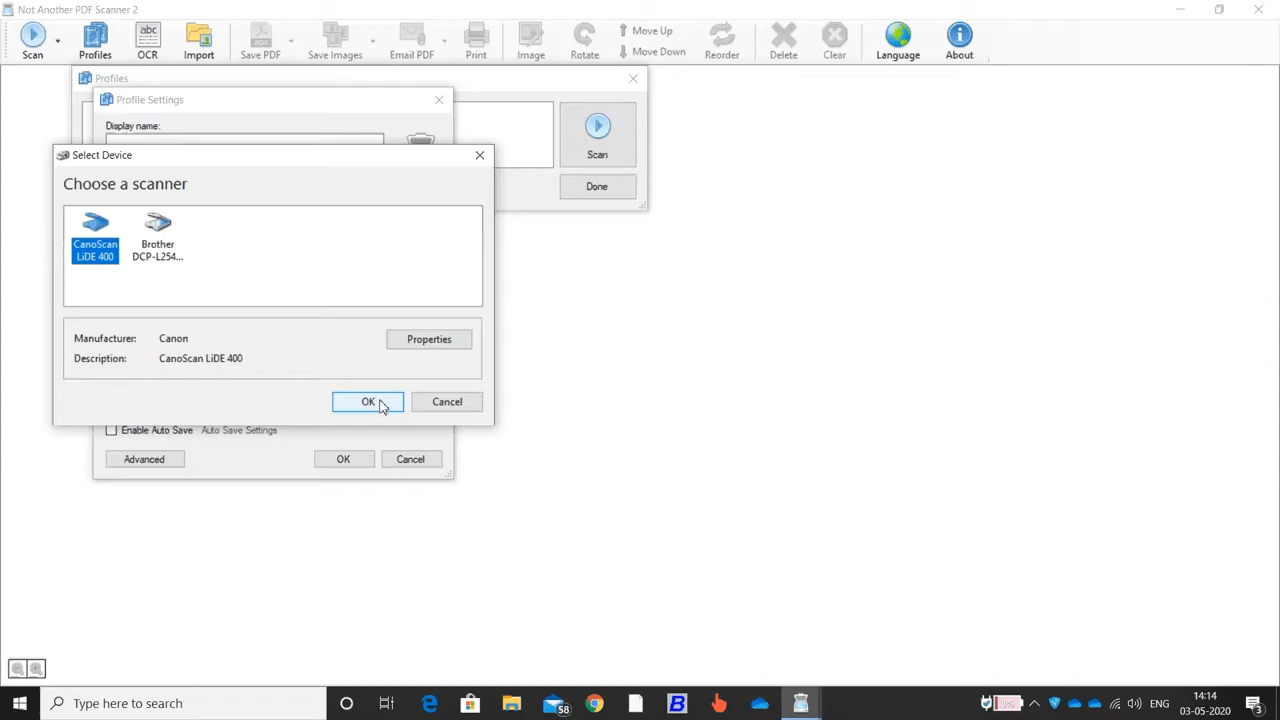 Not Another PDF Scanner 2
Scan
Profiles
abc
OCR
Import
Save PDF
Save Images
Email PDF
Print
Image
Rotate
Move Up
Move Down
Reorder
Delete
Clear
Language
About
Profiles
Scan
Done
Profile Settings
Display name:
Select Device
Choose a scanner
CanoScan
LiDE 400
Brother
DCP-L254...
Manufacturer: Canon
Properties
Description: CanoScan LiDE 400
OK
Cancel
Enable Auto Save Auto Save Settings
Advanced
OK
Cancel
Type here to search
58
B
ENG
14:14
03-05-2020
3